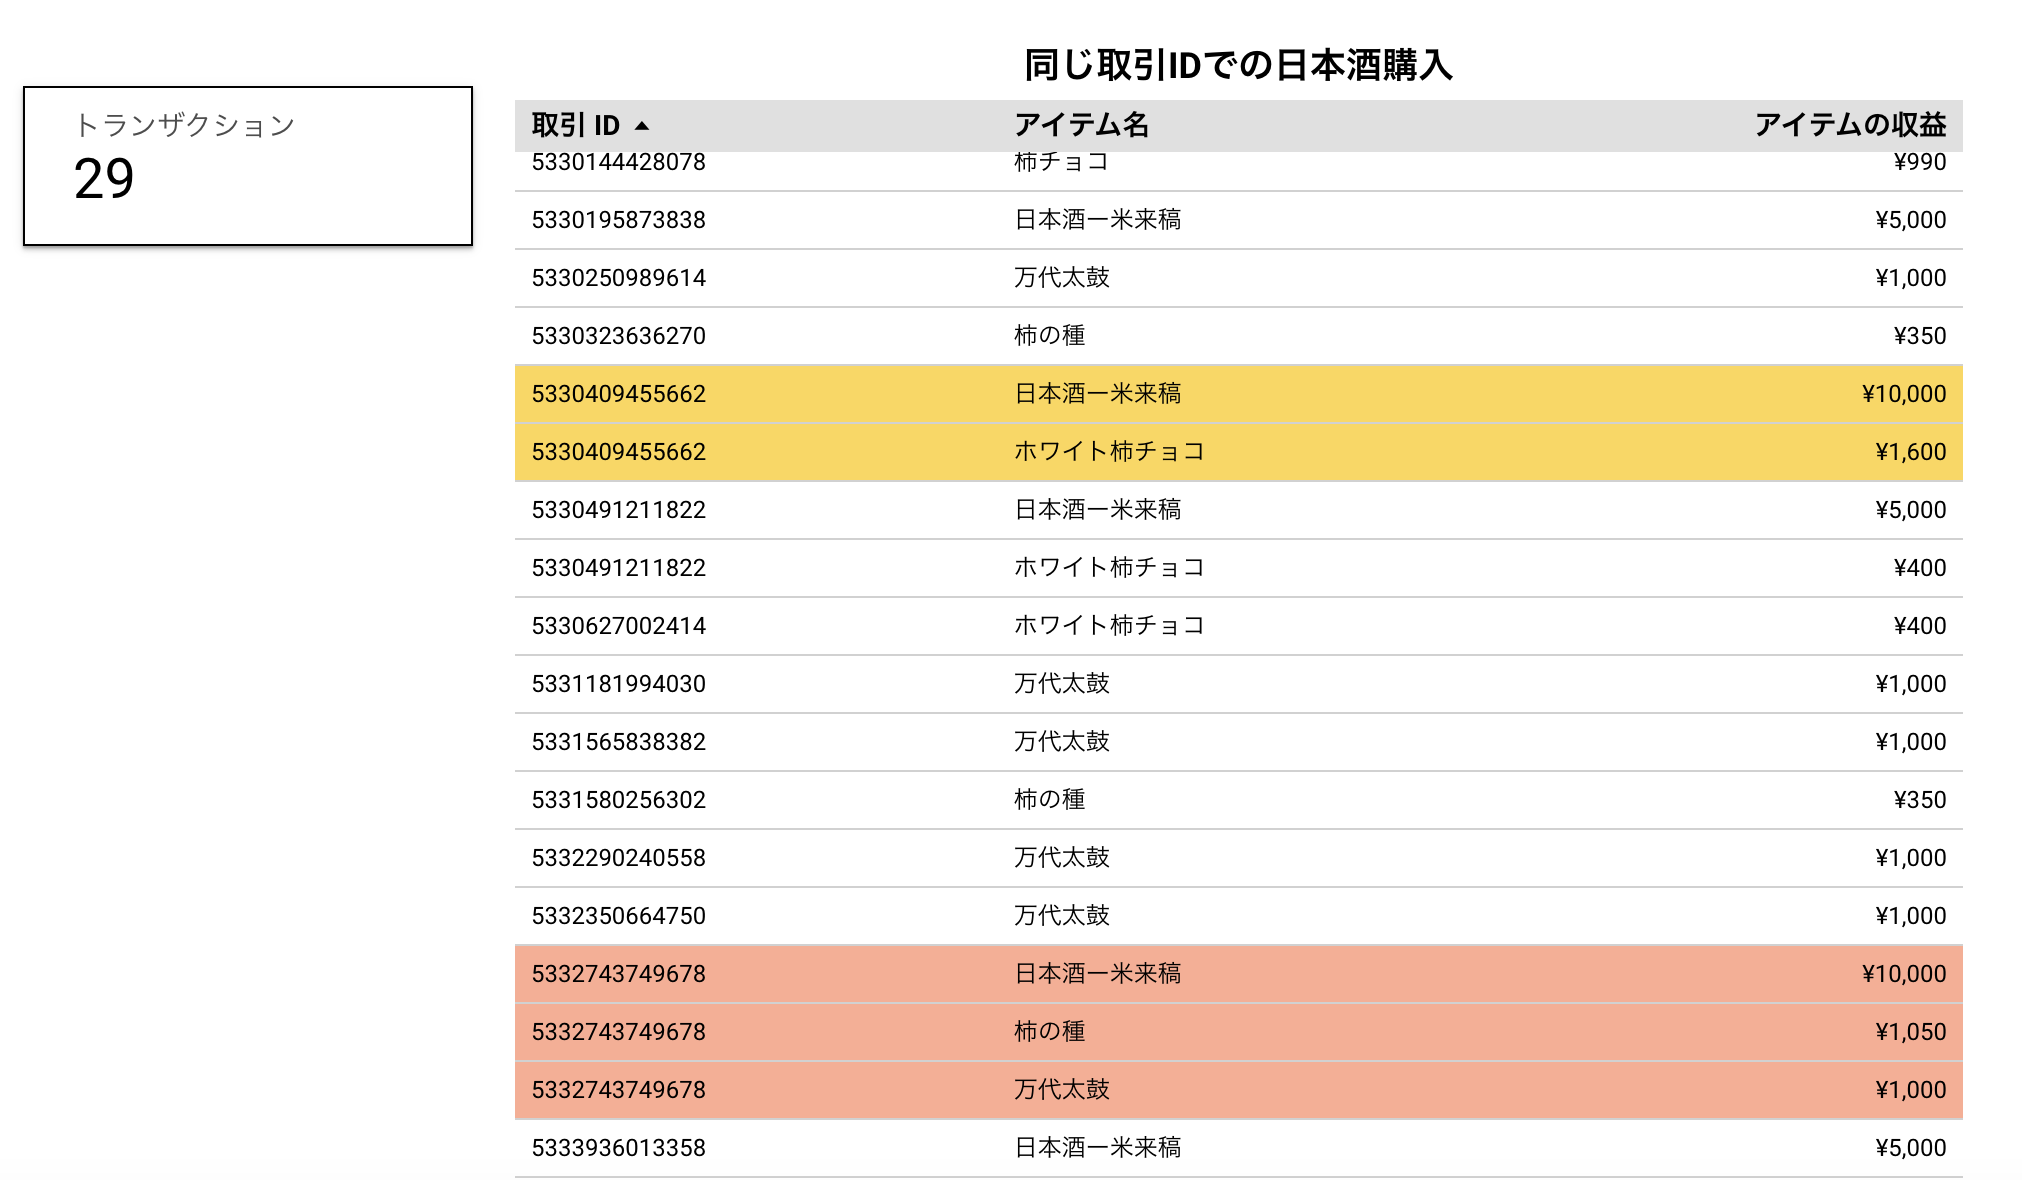 同じ取引IDでの日本酒購入
トランザクション
29
取引 ID ▲ アイテム名 アイテムの収益
5330144428078 柿チョコ ¥990
5330195873838 日本酒ー米来稿 ¥5,000
5330250989614 万代太鼓 ¥1,000
5330323636270 柿の種 ¥350
5330409455662 日本酒ー米来稿 ¥10,000
5330409455662 ホワイト柿チョコ ¥1,600
5330491211822 日本酒ー米来稿 ¥5,000
5330491211822 ホワイト柿チョコ ¥400
5330627002414 ホワイト柿チョコ ¥400
5331181994030 万代太鼓 ¥1,000
5331565838382 万代太鼓 ¥1,000
5331580256302 柿の種 ¥350
5332290240558 万代太鼓 ¥1,000
5332350664750 万代太鼓 ¥1,000
5332743749678 日本酒ー米来稿 ¥10,000
5332743749678 柿の種 ¥1,050
5332743749678 万代太鼓 ¥1,000
5333936013358 日本酒ー米来稿 ¥5,000